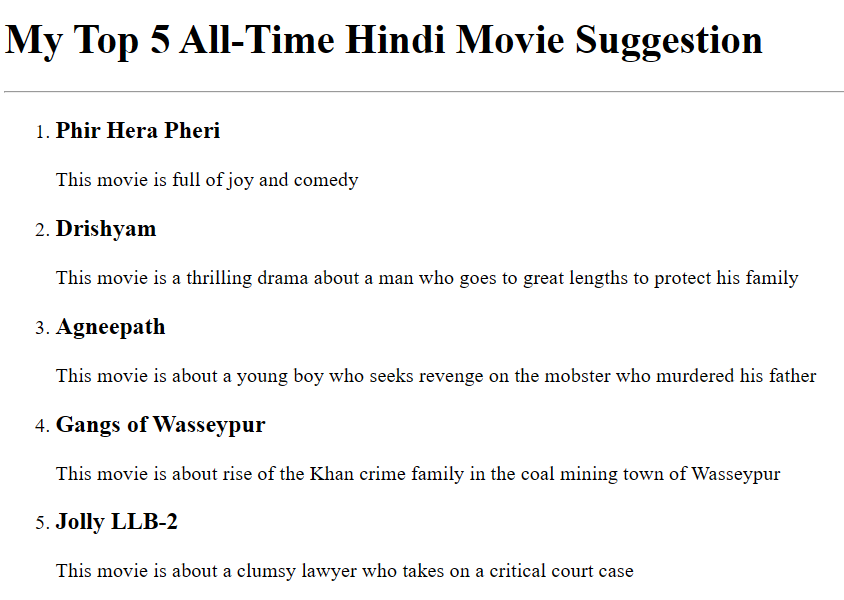 My Top 5 All-Time Hindi Movie Suggestion
1. Phir Hera Pheri
This movie is full of joy and comedy
2. Drishyam
This movie is a thrilling drama about a man who goes to great lengths to protect his family
3. Agneepath
This movie is about a young boy who seeks revenge on the mobster who murdered his father
4. Gangs of Wasseypur
This movie is about rise of the Khan crime family in the coal mining town of Wasseypur
5. Jolly LLB-2
This movie is about a clumsy lawyer who takes on a critical court case